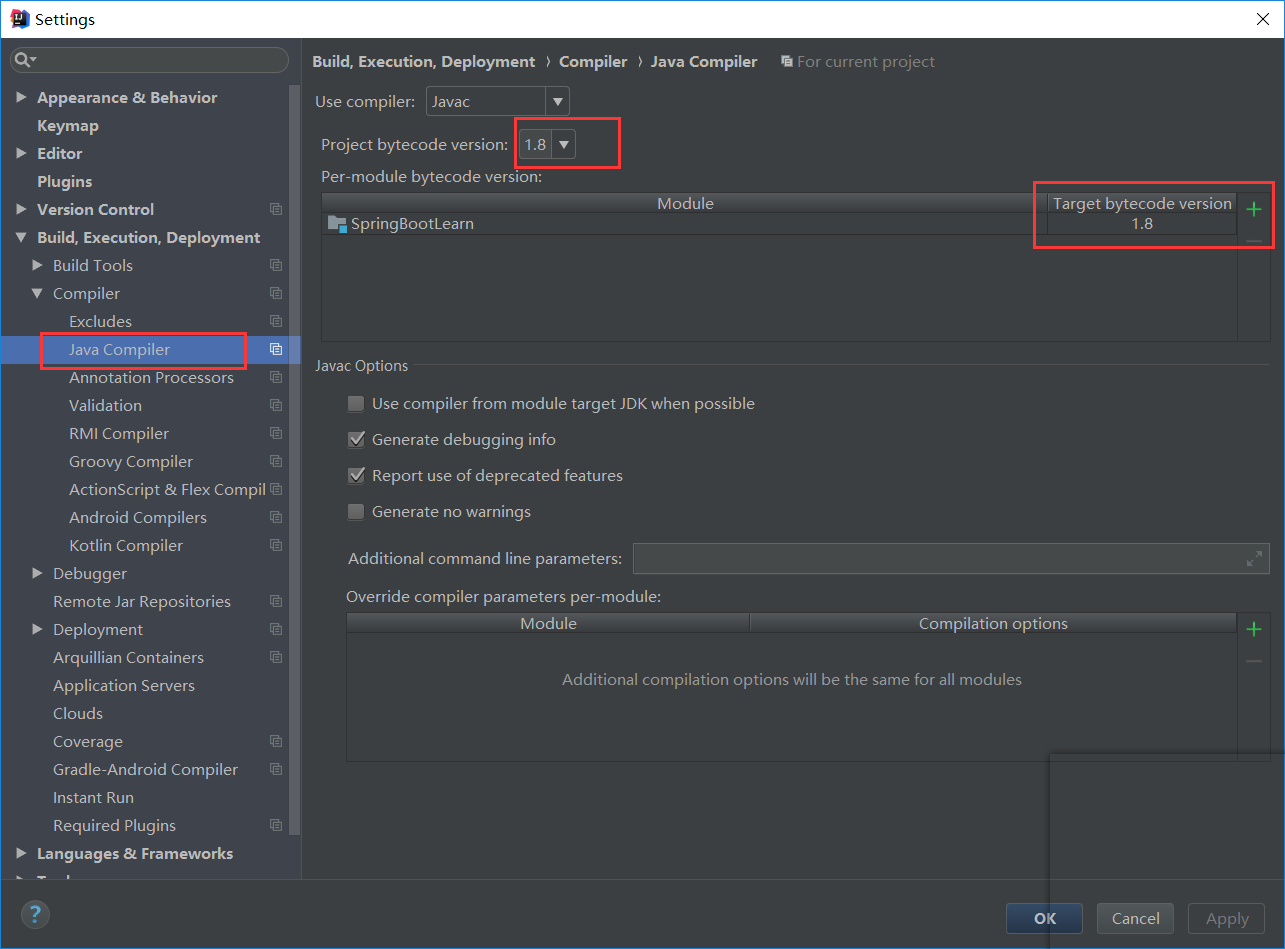 Settings
Appearance & Behavior
Keymap
Editor
Plugins
Version Control
Build, Execution, Deployment
Build Tools
Compiler
Excludes
Java Compiler
Annotation Processors
Validation
RMI Compiler
Groovy Compiler
ActionScript & Flex Compil
Android Compilers
Kotlin Compiler
Debugger
Remote Jar Repositories
Deployment
Arquillian Containers
Application Servers
Clouds
Coverage
Gradle-Android Compiler
Instant Run
Required Plugins
Languages & Frameworks
Build, Execution, Deployment › Compiler › Java Compiler For current project
Use compiler: Javac
Project bytecode version: 1.8
Per-module bytecode version:
Module Target bytecode version
SpringBootLearn 1.8
Javac Options
Use compiler from module target JDK when possible
Generate debugging info
Report use of deprecated features
Generate no warnings
Additional command line parameters:
Override compiler parameters per-module:
Module Compilation options
Additional compilation options will be the same for all modules
? OK Cancel Apply